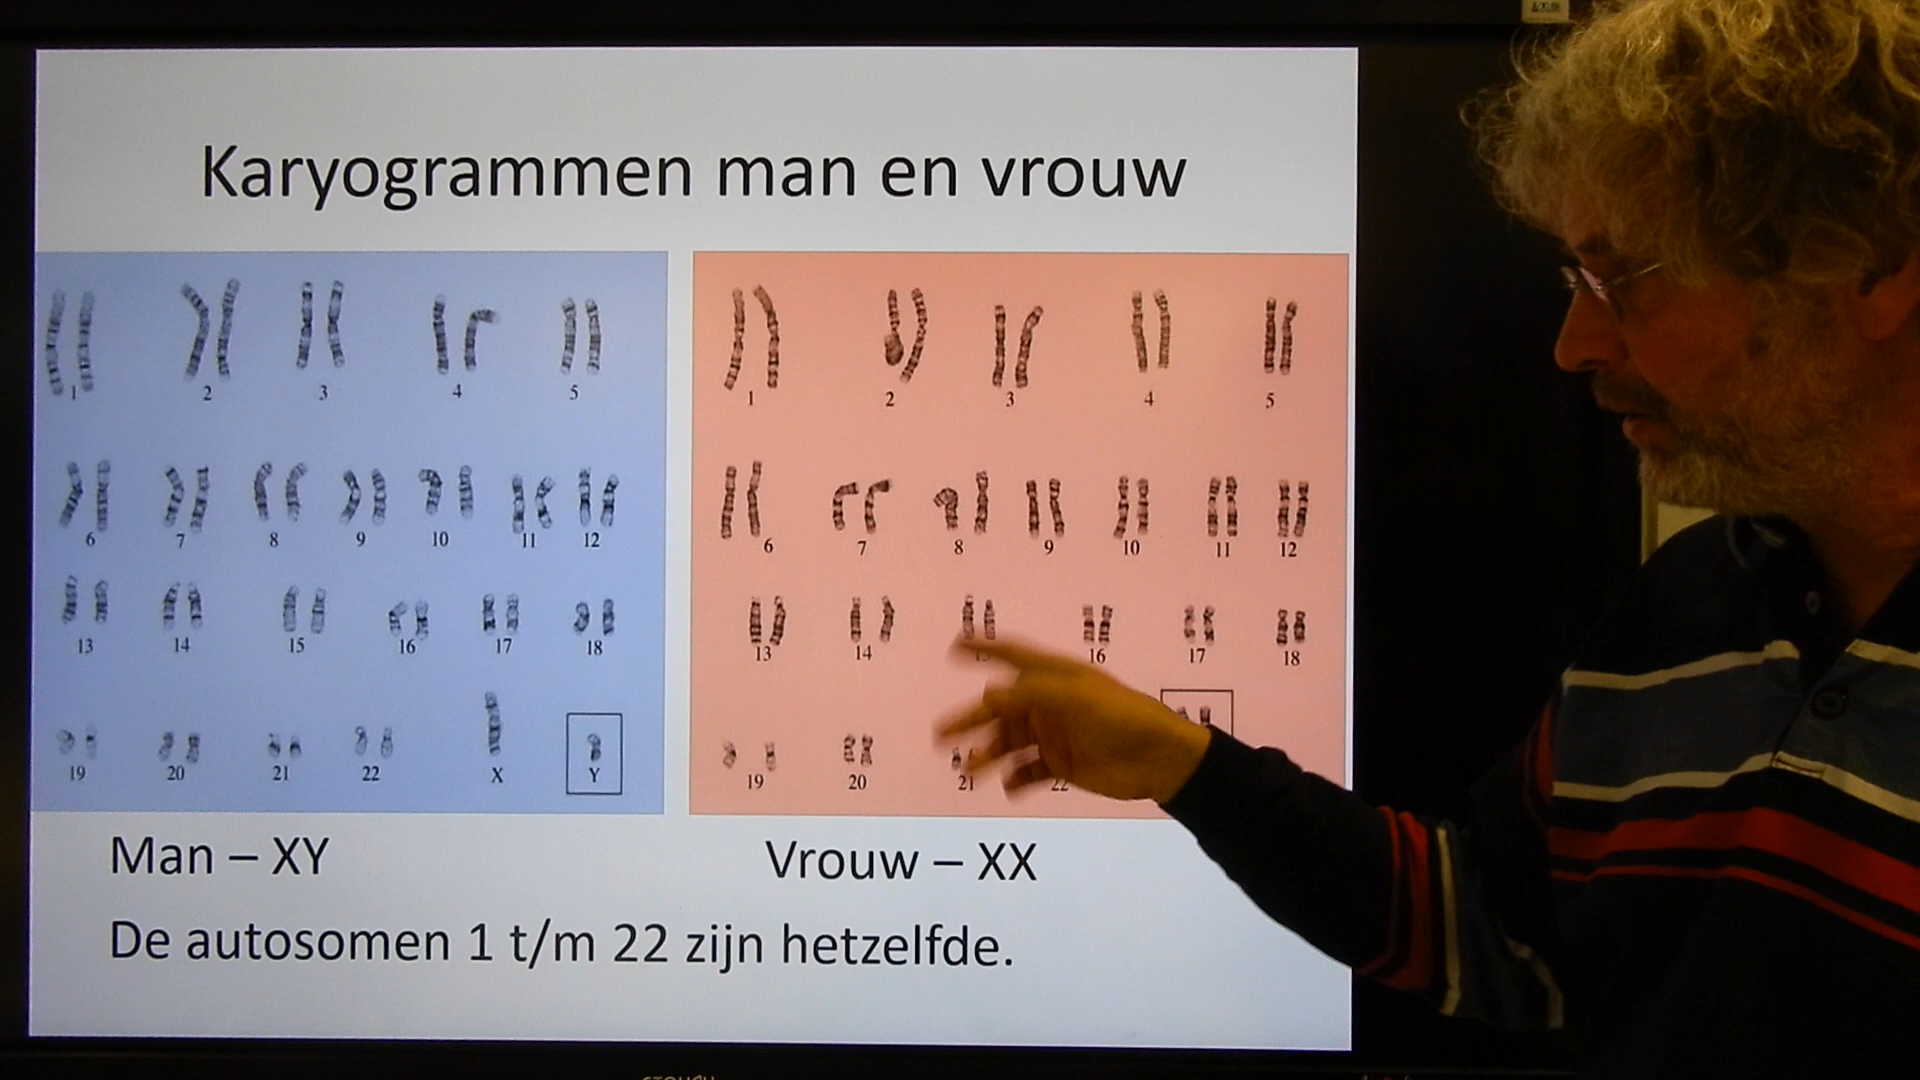 Karyogrammen man en vrouw
1 2 3 4 5
6 7 8 9 10 11 12
13 14 15 16 17 18
19 20 21 22 X Y
1 2 3 4 5
6 7 8 9 10 11 12
13 14 15 16 17 18
19 20 21 22
Man – XY
Vrouw – XX
De autosomen 1 t/m 22 zijn hetzelfde.